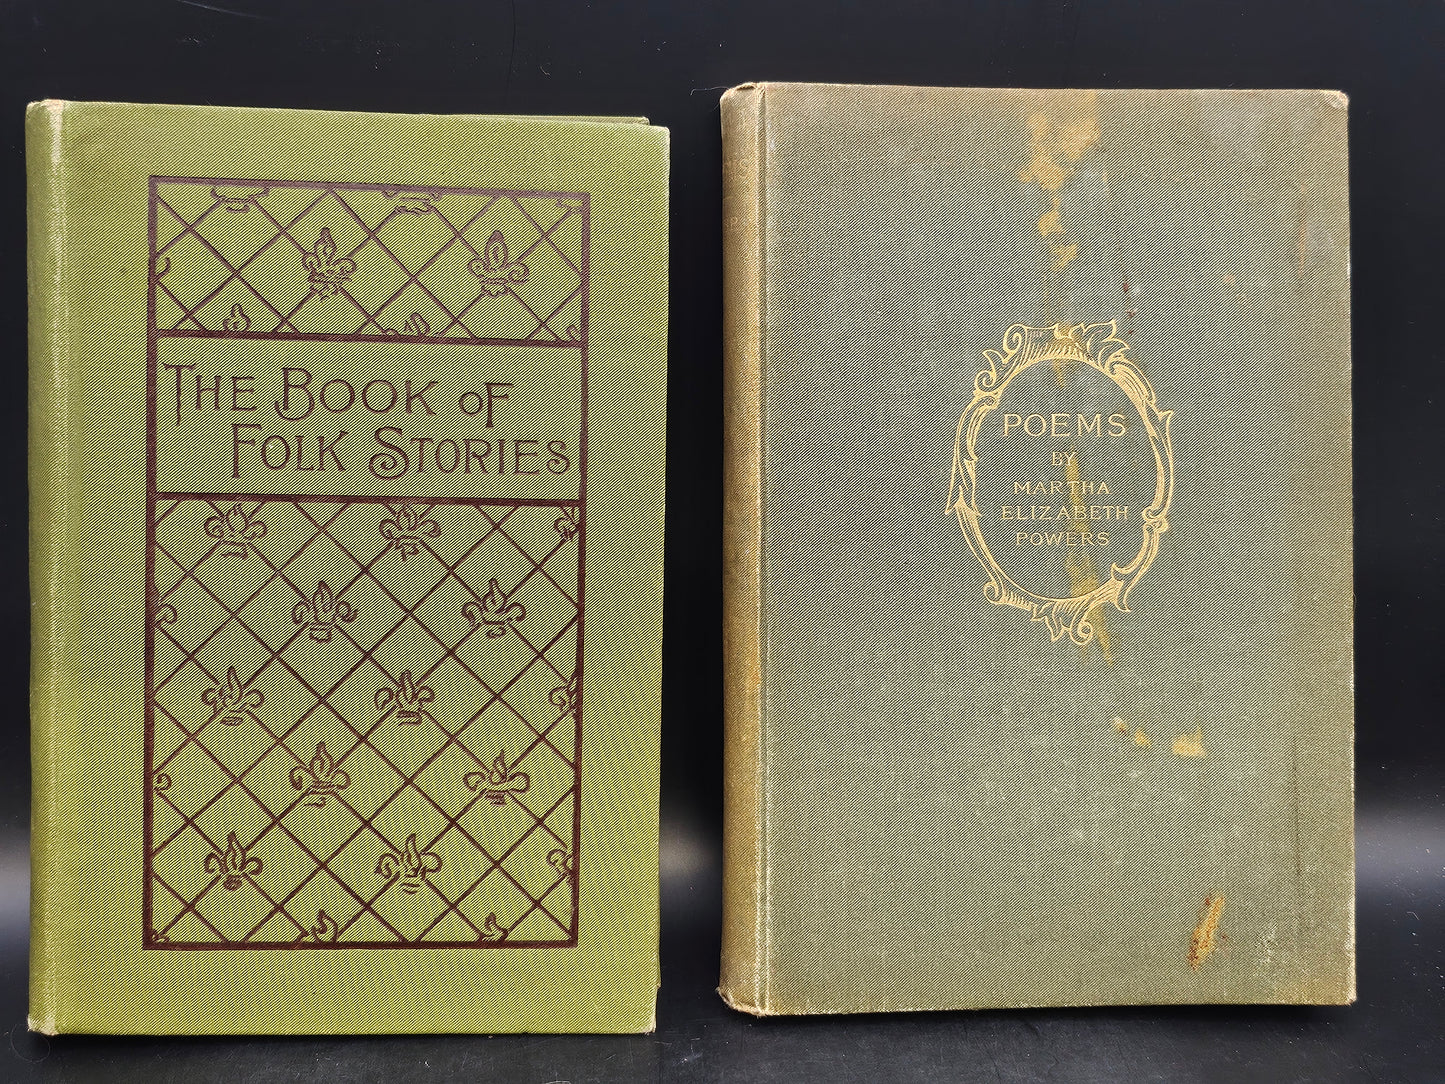 THE BOOK OF
FOLK STORIES
POEMS
BY
MARTHA
ELIZABETH
POWERS